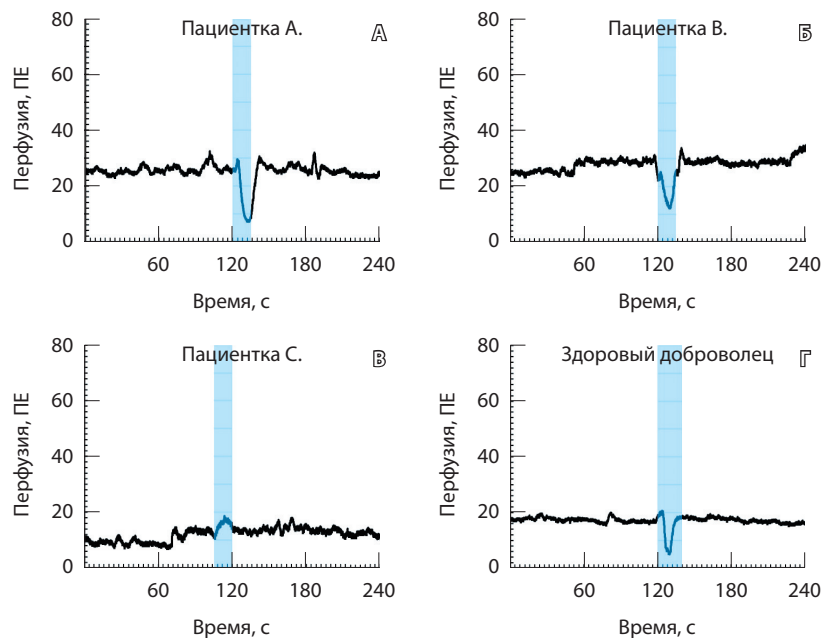 Пациентка А.
А
80
60
40
20
0
Перфузия, ПЕ
60 120 180 240
Время, с
Пациентка В.
Б
80
60
40
20
0
Перфузия, ПЕ
60 120 180 240
Время, с
Пациентка С.
В
80
60
40
20
0
Перфузия, ПЕ
60 120 180 240
Время, с
Здоровый доброволец
Г
80
60
40
20
0
Перфузия, ПЕ
60 120 180 240
Время, с